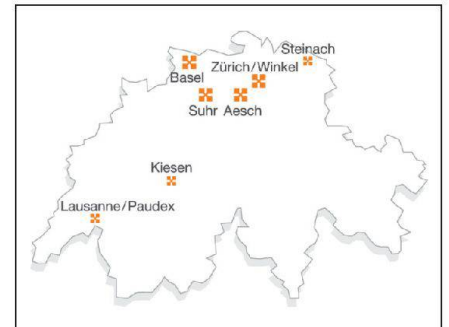 Steinach
Zürich/Winkel
Basel
Suhr Aesch
Kiesen
Lausanne/Paudex